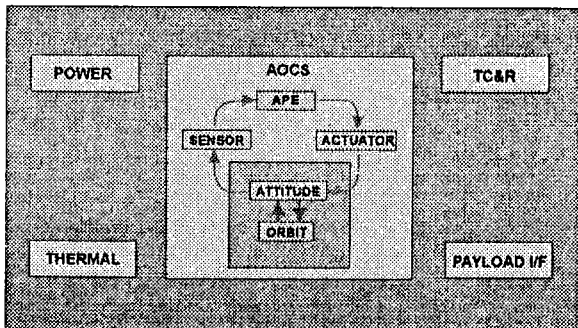 POWER
AOCS
TC&R
APE
SENSOR
ACTUATOR
ATTITUDE
ORBIT
THERMAL
PAYLOAD I/F